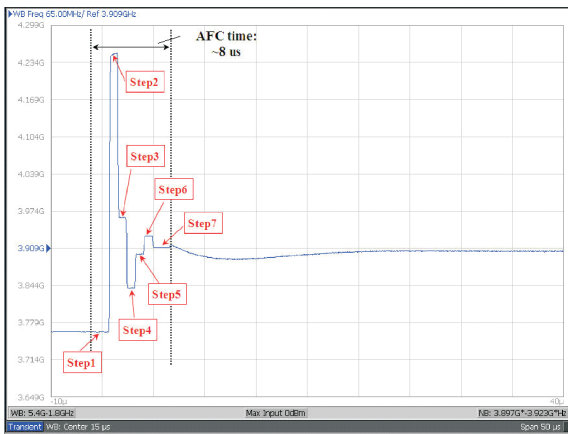 WB Freq 65.00MHz/ Ref 3.909GHz
4.299G
AFC time:
~8 us
4.234G
Step2
4.169G
4.104G
4.039G
Step3
Step6
3.974G
Step7
3.909G
3.844G
Step5
Step4
3.779G
Step1
3.714G
3.649G
-10µ
40µ
WB: 5.4G-1.8GHz
Max Input 0dBm
NB: 3.897G*-3.923G*Hz
Transient
WB: Center 15 µs
Span 50 µs